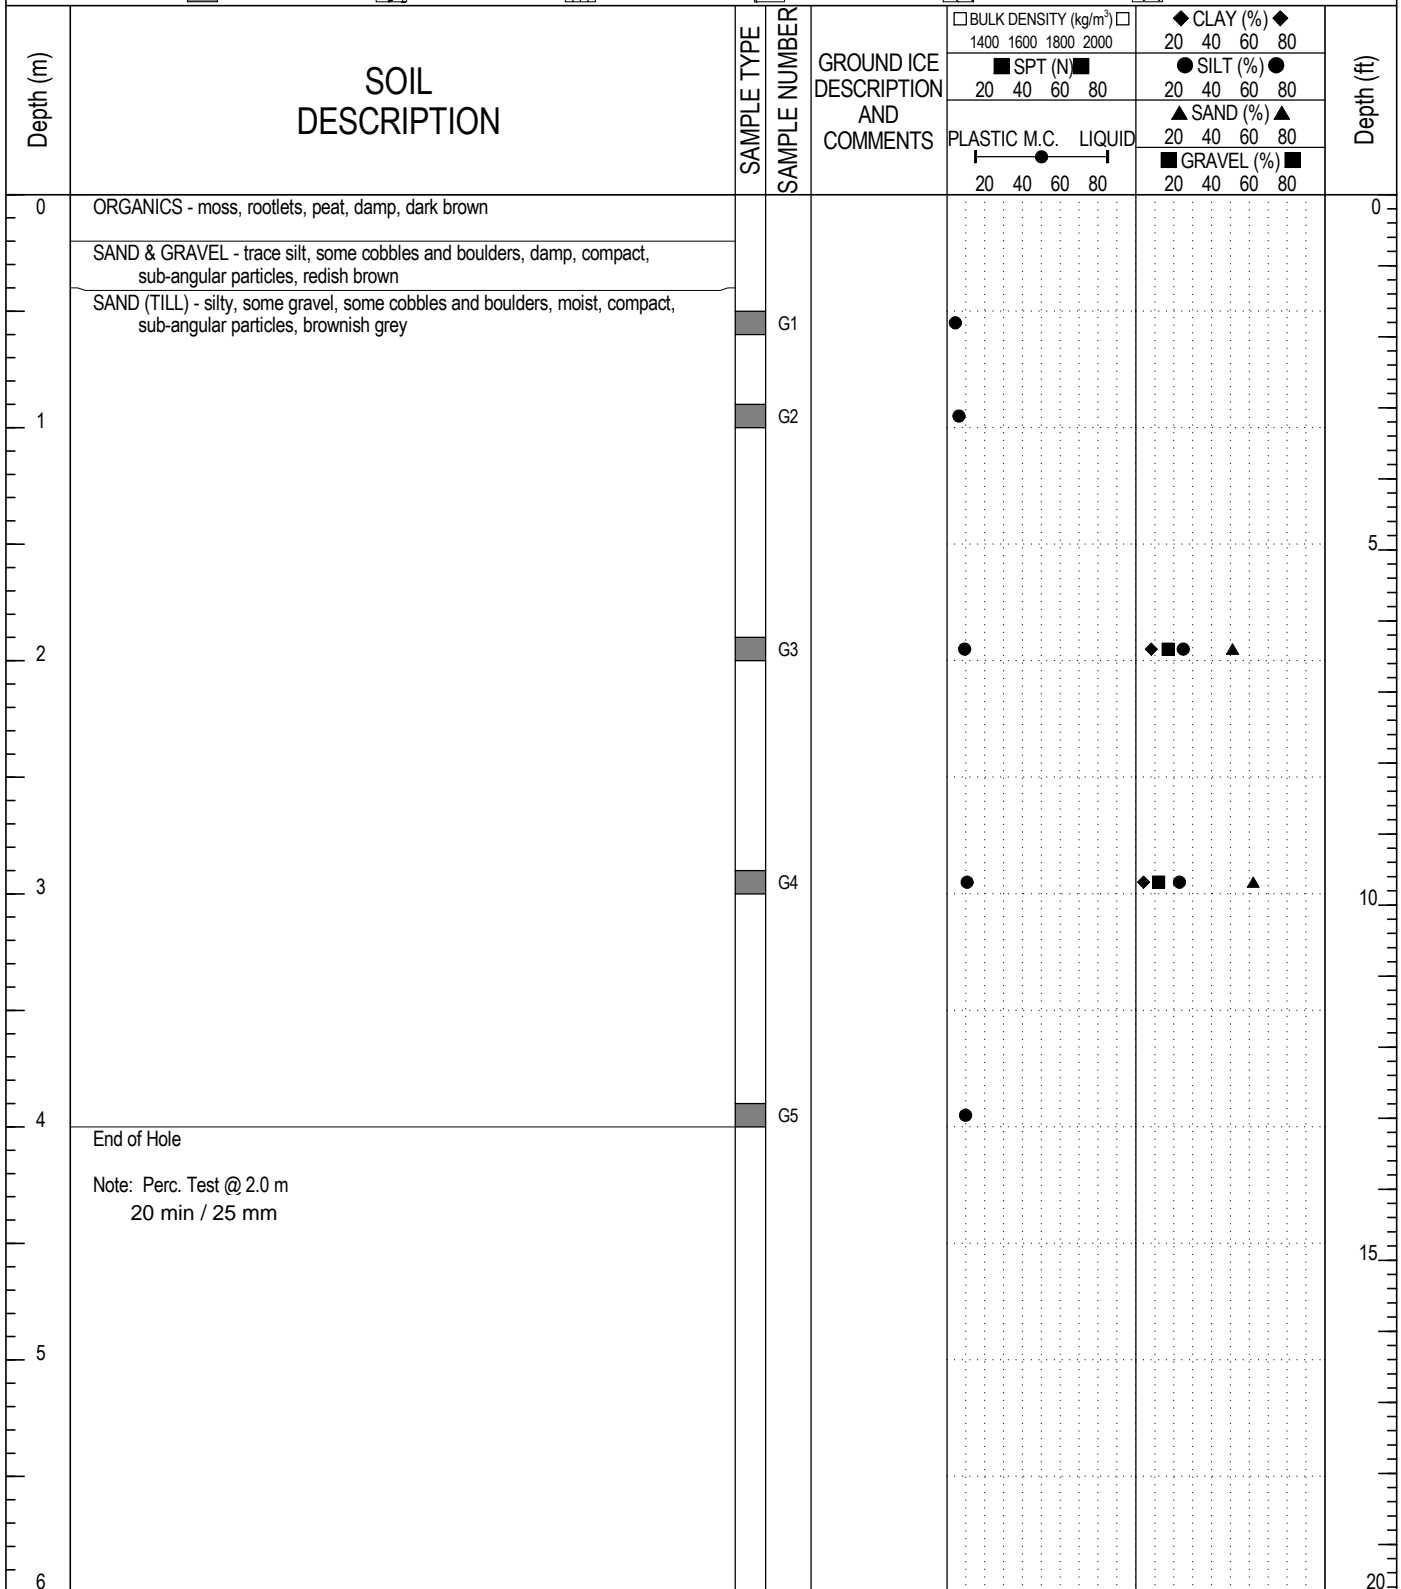 Depth (m)
SOIL
DESCRIPTION
SAMPLE TYPE
SAMPLE NUMBER
GROUND ICE
DESCRIPTION
AND
COMMENTS
BULK DENSITY (kg/m³)
1400 1600 1800 2000
SPT (N)
20 40 60 80
PLASTIC M.C. LIQUID
20 40 60 80
CLAY (%)
20 40 60 80
SILT (%)
20 40 60 80
SAND (%)
20 40 60 80
GRAVEL (%)
20 40 60 80
Depth (ft)
0
ORGANICS - moss, rootlets, peat, damp, dark brown
0
SAND & GRAVEL - trace silt, some cobbles and boulders, damp, compact,
sub-angular particles, redish brown
SAND (TILL) - silty, some gravel, some cobbles and boulders, moist, compact,
sub-angular particles, brownish grey
G1
1
G2
5
2
G3
3
G4
10
4
G5
End of Hole
Note: Perc. Test @ 2.0 m
20 min / 25 mm
15
5
6
20